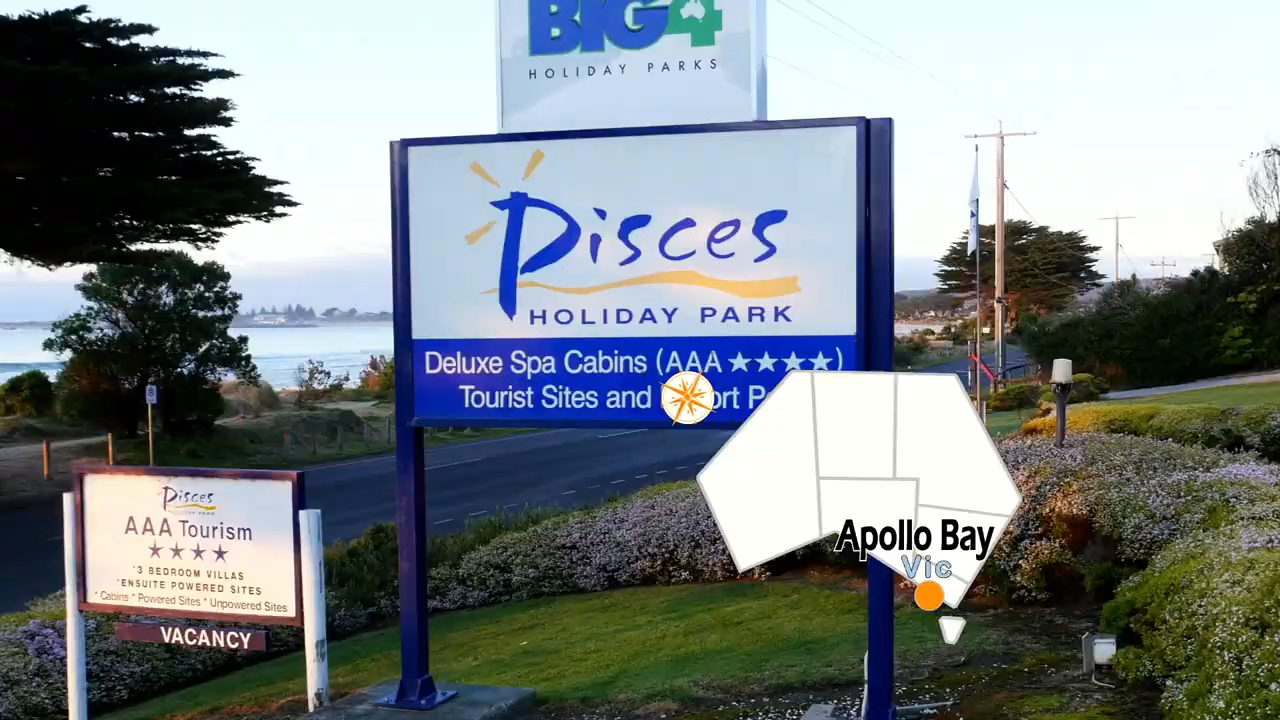 BIG4
HOLIDAY PARKS
Pisces
HOLIDAY PARK
Deluxe Spa Cabins (AAA ★★★★)
Tourist Sites and
Apollo Bay
Vic
Pisces
AAA Tourism
★★★★
*3 BEDROOM VILLAS
*ENSUITE POWERED SITES
*Cabins *Powered Sites *Unpowered Sites
VACANCY